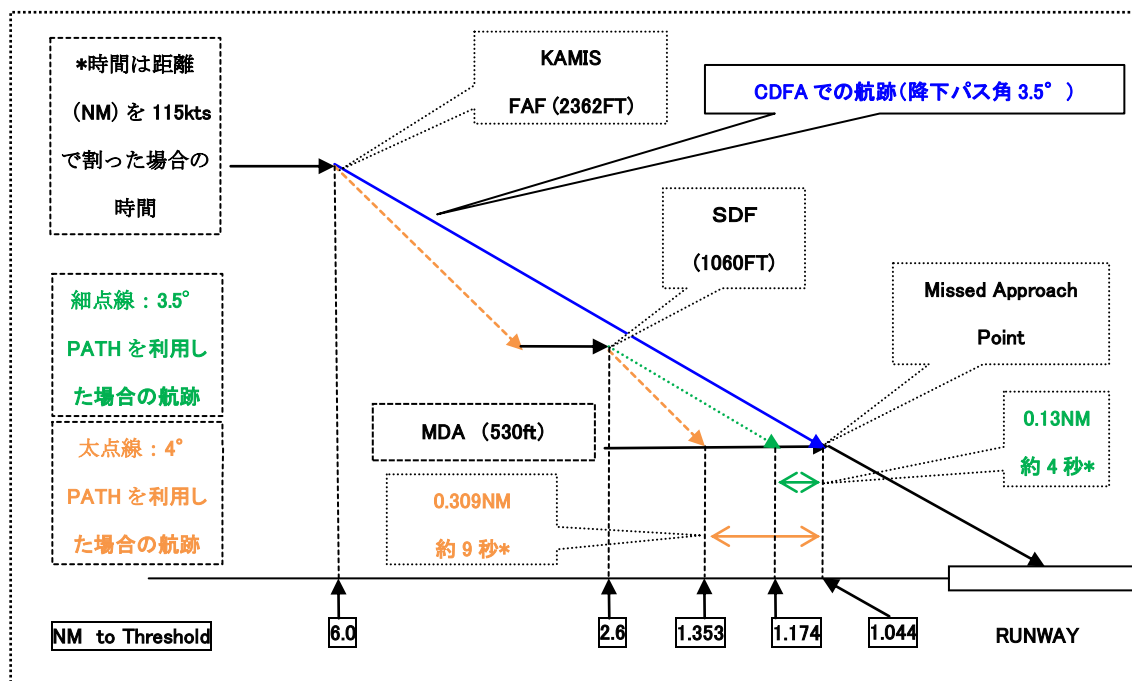 *時間は距離
(NM) を 115kts
で割った場合の
時間
KAMIS
FAF (2362FT)
CDFA での航跡(降下パス角 3.5°)
SDF
(1060FT)
Missed Approach
Point
細点線:3.5°
PATH を利用し
た場合の航跡
太点線:4°
PATH を利用し
た場合の航跡
MDA (530ft)
0.13NM
約 4 秒*
0.309NM
約 9 秒*
NM to Threshold
6.0
2.6
1.353
1.174
1.044
RUNWAY